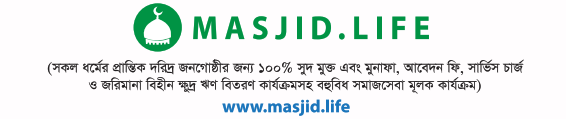 MASJID.LIFE
(সকল ধর্মের প্রান্তিক দরিদ্র জনগোষ্ঠীর জন্য ১০০% সুদ মুক্ত এবং মুনাফা, আবেদন ফি, সার্ভিস চার্জ
ও জরিমানা বিহীন ক্ষুদ্র ঋণ বিতরণ কার্যক্রমসহ বহুবিধ সমাজসেবা মূলক কার্যক্রম)
www.masjid.life